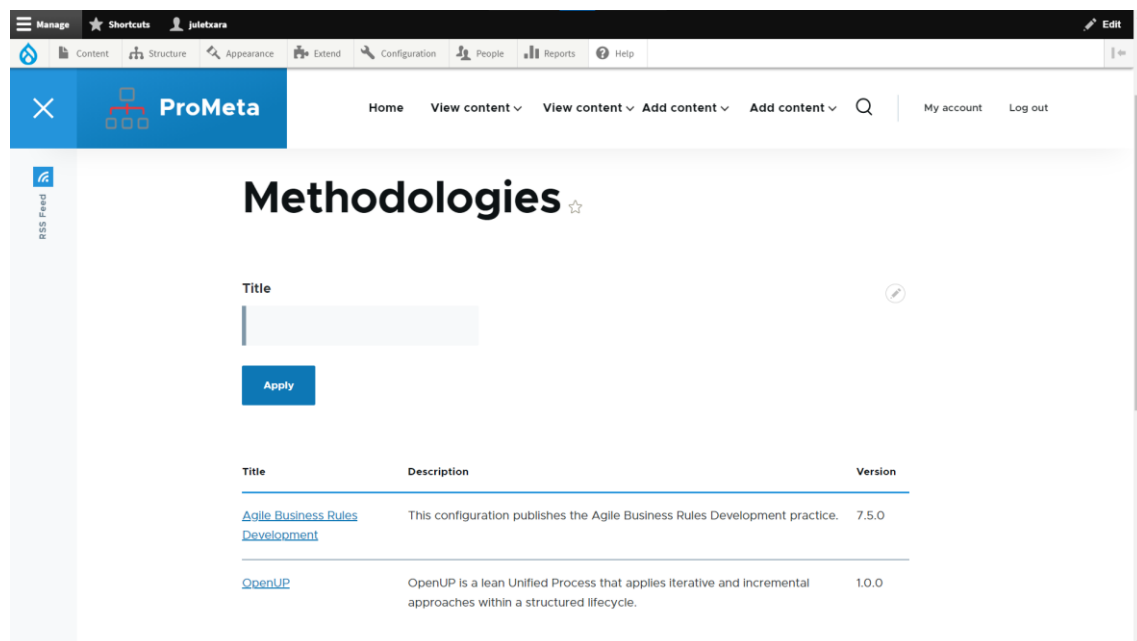 Manage Shortcuts juletxara Edit
Content Structure Appearance Extend Configuration People Reports Help
ProMeta Home View content View content Add content Add content My account Log out
RSS Feed
Methodologies
Title
Apply
Title Description Version
Agile Business Rules This configuration publishes the Agile Business Rules Development practice. 7.5.0
Development
OpenUP OpenUP is a lean Unified Process that applies iterative and incremental 1.0.0
approaches within a structured lifecycle.